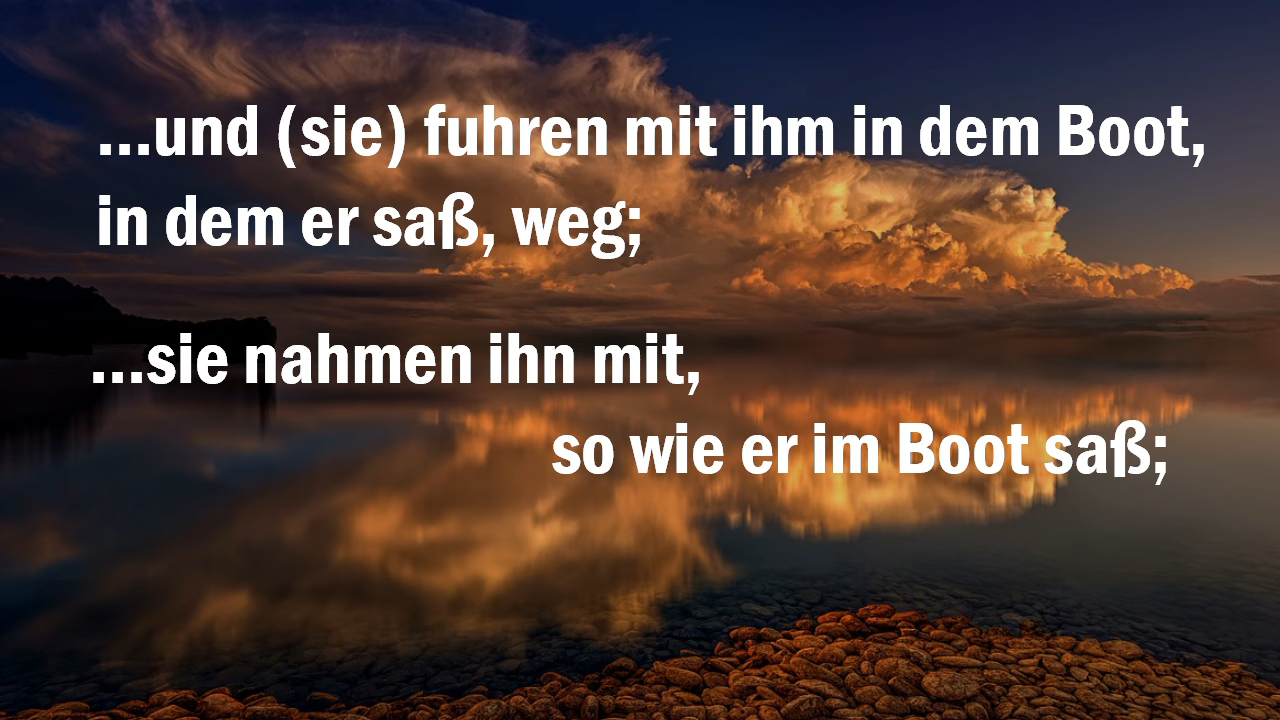 ...und (sie) fuhren mit ihm in dem Boot,
in dem er saß, weg;
...sie nahmen ihn mit,
so wie er im Boot saß;